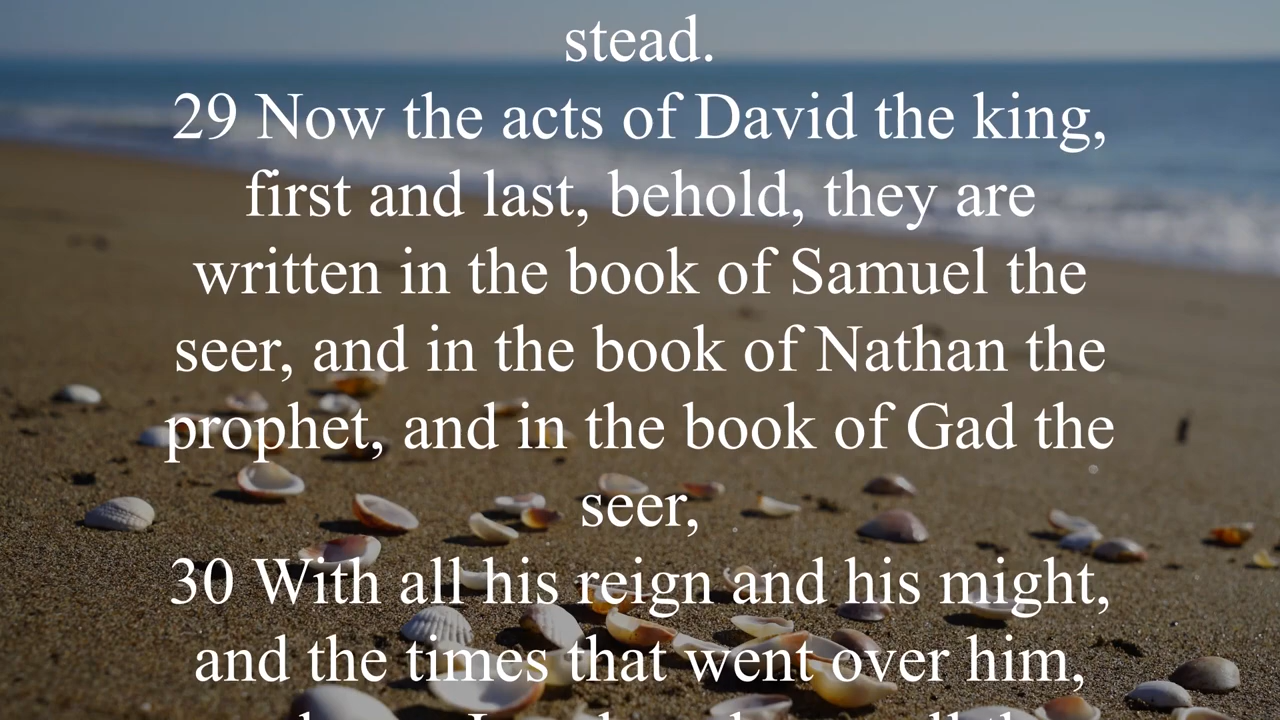 stead.
29 Now the acts of David the king,
first and last, behold, they are
written in the book of Samuel the
seer, and in the book of Nathan the
prophet, and in the book of Gad the
seer,
30 With all his reign and his might,
and the times that went over him,